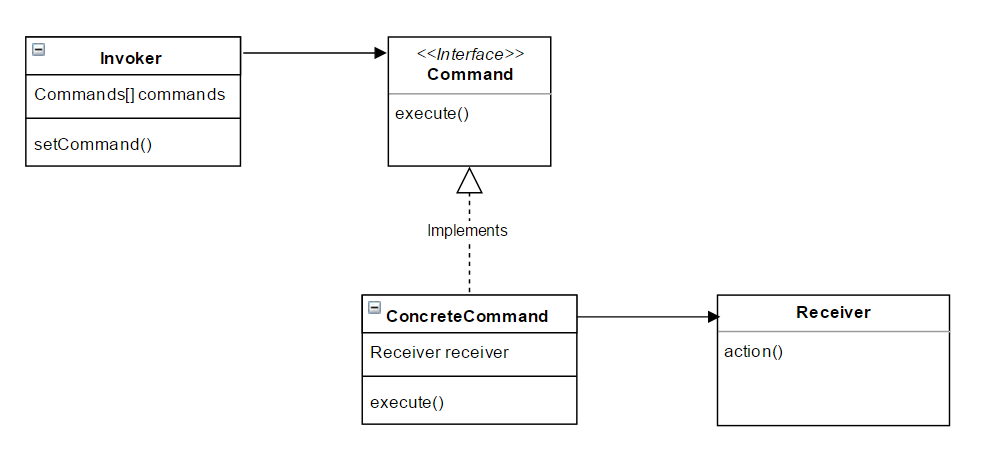 Invoker
Commands[] commands
setCommand()
<<Interface>>
Command
execute()
Implements
ConcreteCommand
Receiver receiver
execute()
Receiver
action()